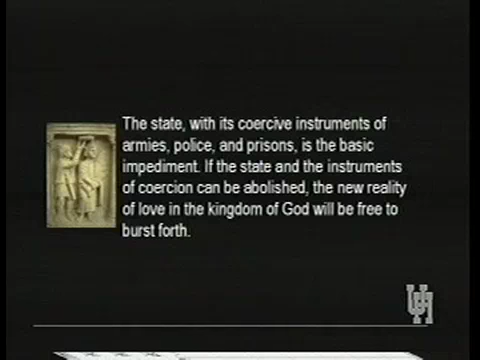 The state, with its coercive instruments of
armies, police, and prisons, is the basic
impediment. If the state and the instruments
of coercion can be abolished, the new reality
of love in the kingdom of God will be free to
burst forth.
UH